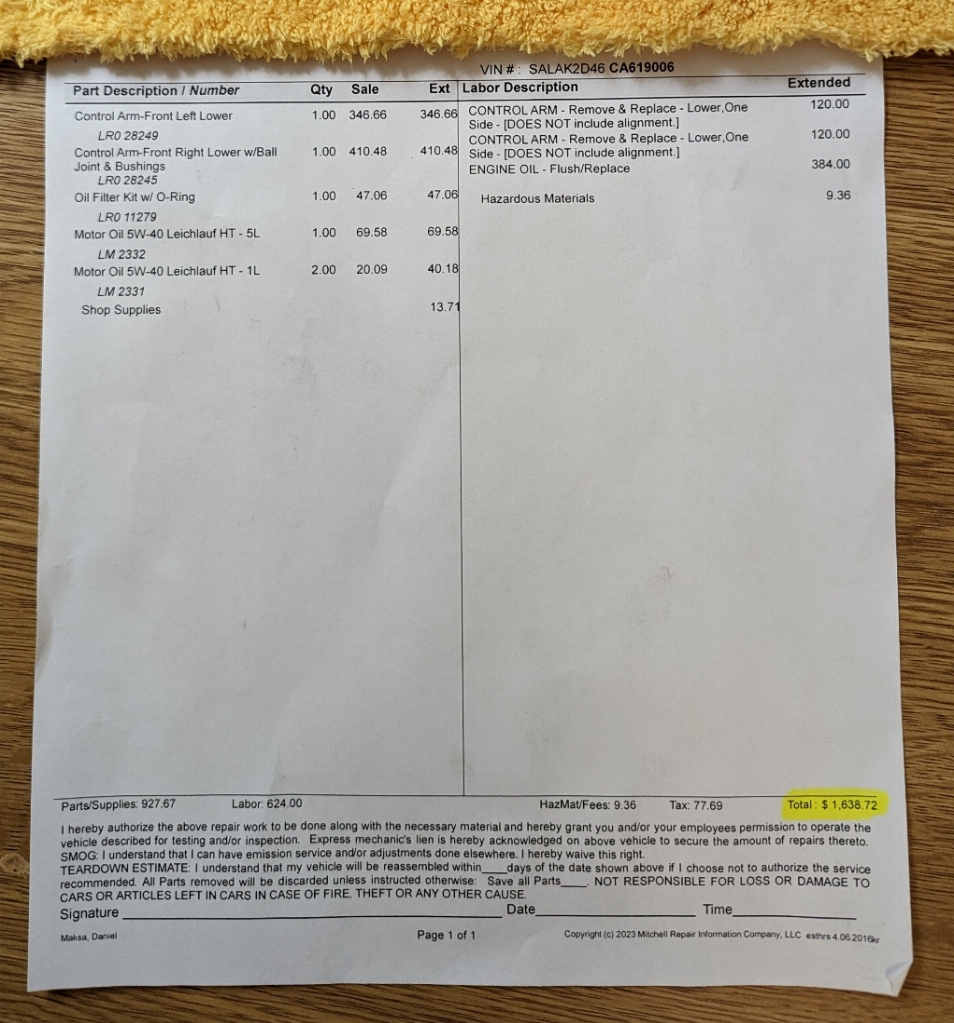 VIN # : SALAK2D46 CA619006
Part Description / Number Qty Sale Ext Labor Description Extended
Control Arm-Front Left Lower 1.00 346.66 346.66
LR0 28249
Control Arm-Front Right Lower w/Ball 1.00 410.48 410.48
Joint & Bushings
LR0 28245
Oil Filter Kit w/ O-Ring 1.00 47.06 47.06
LR0 11279
Motor Oil 5W-40 Leichlauf HT - 5L 1.00 69.58 69.58
LM 2332
Motor Oil 5W-40 Leichlauf HT - 1L 2.00 20.09 40.18
LM 2331
Shop Supplies 13.71
CONTROL ARM - Remove & Replace - Lower,One 120.00
Side - [DOES NOT include alignment.]
CONTROL ARM - Remove & Replace - Lower,One 120.00
Side - [DOES NOT include alignment.]
ENGINE OIL - Flush/Replace 384.00
Hazardous Materials 9.36
Parts/Supplies: 927.67 Labor: 624.00 HazMat/Fees: 9.36 Tax: 77.69 Total : $ 1,638.72
I hereby authorize the above repair work to be done along with the necessary material and hereby grant you and/or your employees permission to operate the
vehicle described for testing and/or inspection. Express mechanic's lien is hereby acknowledged on above vehicle to secure the amount of repairs thereto.
SMOG: I understand that I can have emission service and/or adjustments done elsewhere. I hereby waive this right.
TEARDOWN ESTIMATE: I understand that my vehicle will be reassembled within____days of the date shown above if I choose not to authorize the service
recommended. All Parts removed will be discarded unless instructed otherwise: Save all Parts____. NOT RESPONSIBLE FOR LOSS OR DAMAGE TO
CARS OR ARTICLES LEFT IN CARS IN CASE OF FIRE, THEFT OR ANY OTHER CAUSE.
Signature Date Time
Maksa, Daniel Page 1 of 1 Copyright (c) 2023 Mitchell Repair Information Company, LLC esthrs 4.06.2016kr